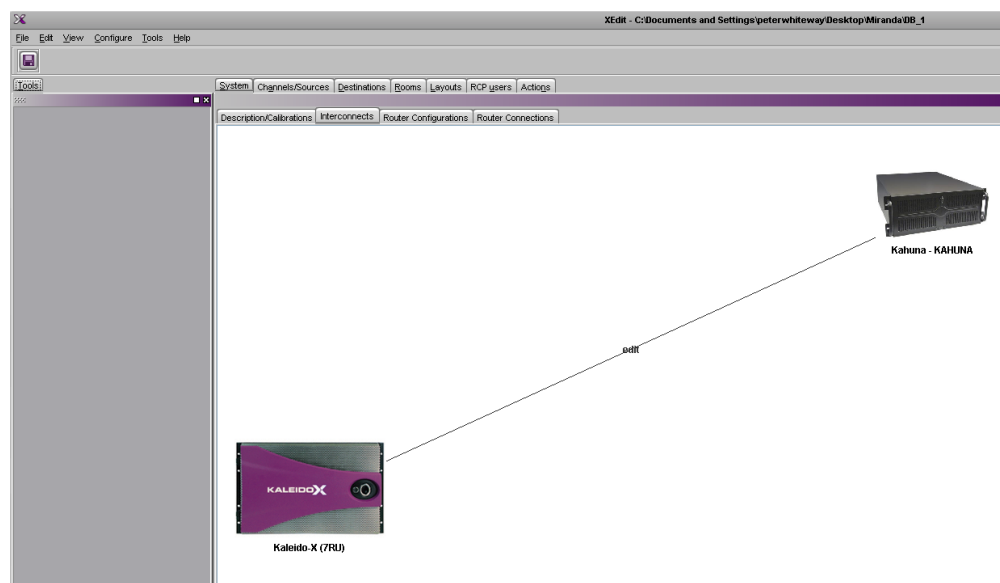 XEdit - C:\Documents and Settings\peterwhiteway\Desktop\Miranda\DB_1
File Edit View Configure Tools Help
Tools
System Channels/Sources Destinations Rooms Layouts RCP users Actions
Description/Calibrations Interconnects Router Configurations Router Connections
Kahuna - KAHUNA
edit
KALEIDOX
Kaleido-X (7RU)